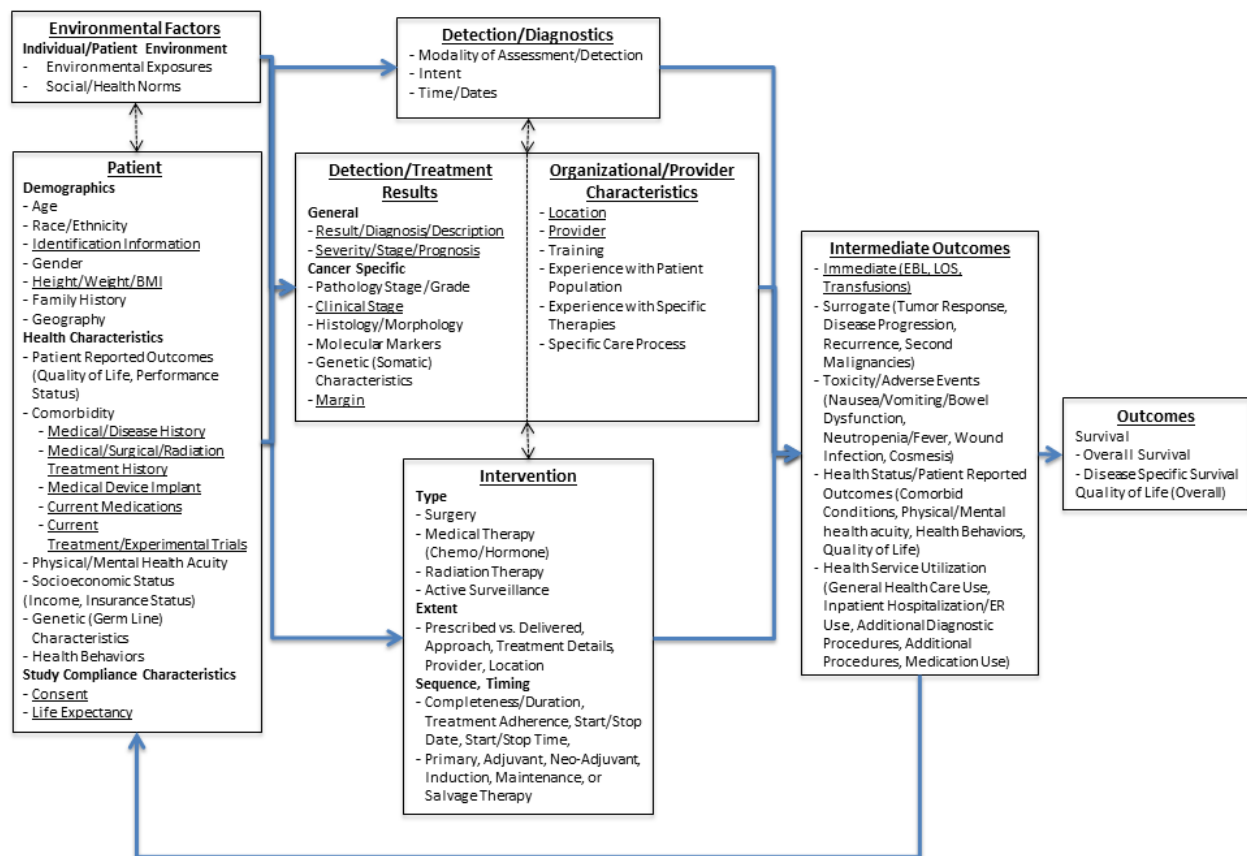 Environmental Factors
Individual/Patient Environment
- Environmental Exposures
- Social/Health Norms
Patient
Demographics
- Age
- Race/Ethnicity
- Identification Information
- Gender
- Height/Weight/BMI
- Family History
- Geography
Health Characteristics
- Patient Reported Outcomes
(Quality of Life, Performance
Status)
- Comorbidity
- Medical/Disease History
- Medical/Surgical/Radiation
Treatment History
- Medical Device Implant
- Current Medications
- Current
Treatment/Experimental Trials
- Physical/Mental Health Acuity
- Socioeconomic Status
(Income, Insurance Status)
- Genetic (Germ Line)
Characteristics
- Health Behaviors
Study Compliance Characteristics
- Consent
- Life Expectancy
Detection/Diagnostics
- Modality of Assessment/Detection
- Intent
- Time/Dates
Detection/Treatment
Results
General
- Result/Diagnosis/Description
- Severity/Stage/Prognosis
Cancer Specific
- Pathology Stage/Grade
- Clinical Stage
- Histology/Morphology
- Molecular Markers
- Genetic (Somatic)
Characteristics
- Margin
Organizational/Provider
Characteristics
- Location
- Provider
- Training
- Experience with Patient
Population
- Experience with Specific
Therapies
- Specific Care Process
Intervention
Type
- Surgery
- Medical Therapy
(Chemo/Hormone)
- Radiation Therapy
- Active Surveillance
Extent
- Prescribed vs. Delivered,
Approach, Treatment Details,
Provider, Location
Sequence, Timing
- Completeness/Duration,
Treatment Adherence, Start/Stop
Date, Start/Stop Time,
- Primary, Adjuvant, Neo-Adjuvant,
Induction, Maintenance, or
Salvage Therapy
Intermediate Outcomes
- Immediate (EBL, LOS,
Transfusions)
- Surrogate (Tumor Response,
Disease Progression,
Recurrence, Second
Malignancies)
- Toxicity/Adverse Events
(Nausea/Vomiting/Bowel
Dysfunction,
Neutropenia/Fever, Wound
Infection, Cosmesis)
- Health Status/Patient Reported
Outcomes (Comorbid
Conditions, Physical/Mental
health acuity, Health Behaviors,
Quality of Life)
- Health Service Utilization
(General Health Care Use,
Inpatient Hospitalization/ER
Use, Additional Diagnostic
Procedures, Additional
Procedures, Medication Use)
Outcomes
Survival
- Overall Survival
- Disease Specific Survival
Quality of Life (Overall)